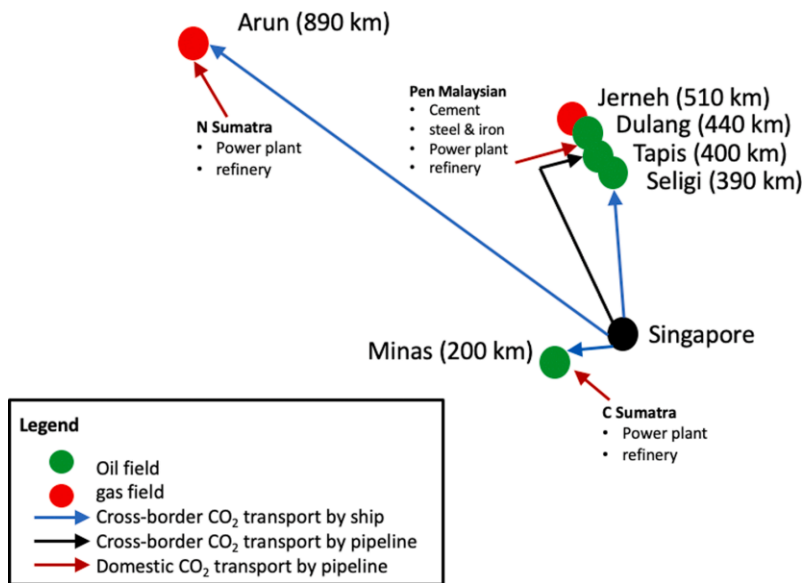 Arun (890 km)
N Sumatra
• Power plant
• refinery
Pen Malaysian
• Cement
• steel & iron
• Power plant
• refinery
Jerneh (510 km)
Dulang (440 km)
Tapis (400 km)
Seligi (390 km)
Singapore
Minas (200 km)
C Sumatra
• Power plant
• refinery
Legend
Oil field
gas field
Cross-border CO₂ transport by ship
Cross-border CO₂ transport by pipeline
Domestic CO₂ transport by pipeline